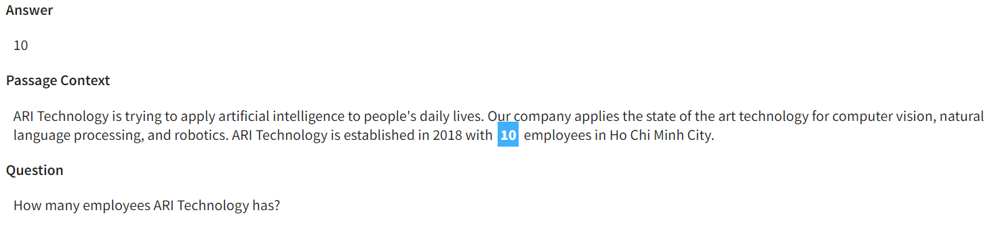 Answer
10
Passage Context
ARI Technology is trying to apply artificial intelligence to people's daily lives. Our company applies the state of the art technology for computer vision, natural
language processing, and robotics. ARI Technology is established in 2018 with 10 employees in Ho Chi Minh City.
Question
How many employees ARI Technology has?